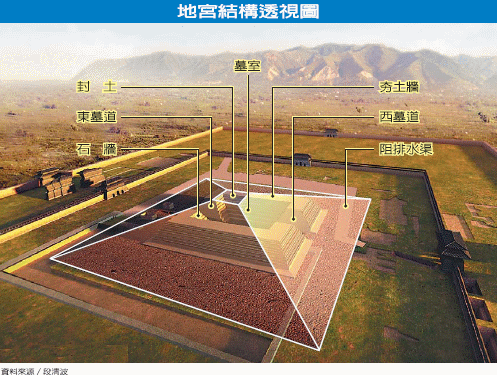 地宮結構透視圖
墓室
封土
夯土牆
東墓道
西墓道
石牆
阻排水渠
資料來源／段清波